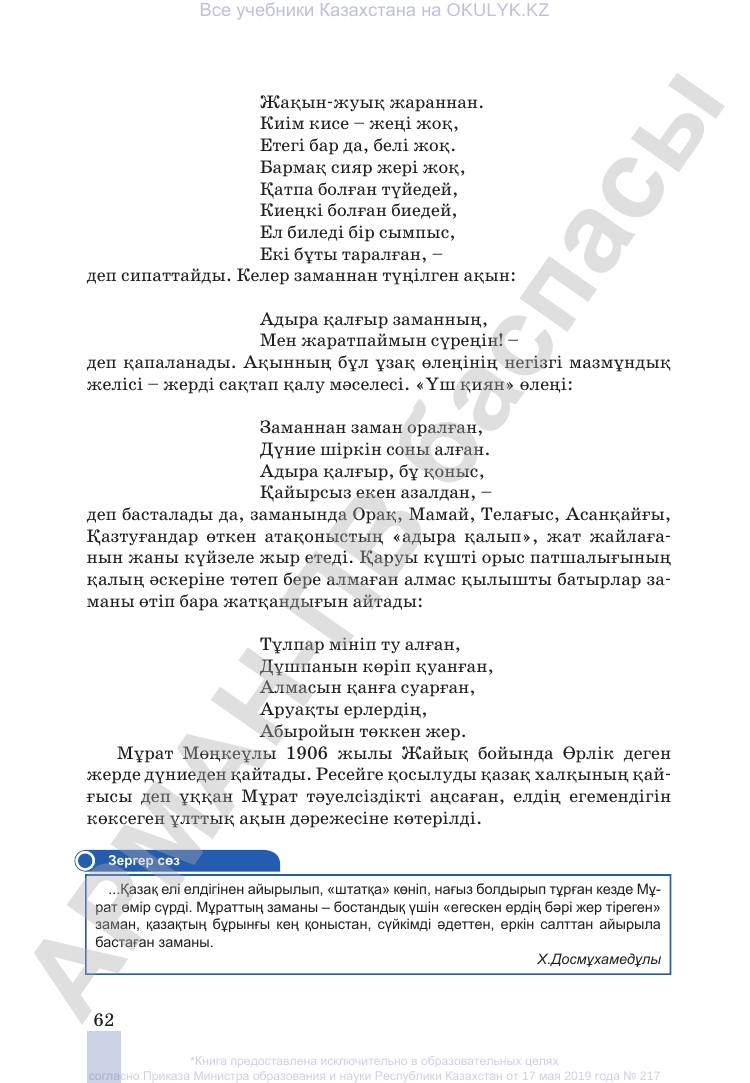 Все учебники Казахстана на OKULYK.KZ
Жақын-жуық жараннан.
Киім кисе – жеңі жоқ,
Етегі бар да, белі жоқ.
Бармақ сияр жері жоқ,
Қатпа болған түйедей,
Киеңкі болған биедей,
Ел биледі бір сымпыс,
Екі бұты таралған, –
деп сипаттайды. Келер заманнан түңілген ақын:
Адыра қалғыр заманның,
Мен жаратпаймын сүреңін! –
деп қапаланады. Ақынның бұл ұзақ өлеңінің негізгі мазмұндық
желісі – жерді сақтап қалу мәселесі. «Үш қиян» өлеңі:
Заманнан заман оралған,
Дүние шіркін соны алған.
Адыра қалғыр, бұ қоныс,
Қайырсыз екен азалдан, –
деп басталады да, заманында Орақ, Мамай, Телағыс, Асанқайғы,
Қазтуғандар өткен атақоныстың «адыра қалып», жат жайлаға-
нын жаны күйзеле жыр етеді. Қаруы күшті орыс патшалығының
қалың әскеріне төтеп бере алмаған алмас қылышты батырлар за-
маны өтіп бара жатқандығын айтады:
Тұлпар мініп ту алған,
Дұшпанын көріп қуанған,
Алмасын қанға суарған,
Аруақты ерлердің,
Абыройын төккен жер.
Мұрат Мөңкеұлы 1906 жылы Жайық бойында Өрлік деген
жерде дүниеден қайтады. Ресейге қосылуды қазақ халқының қай-
ғысы деп ұққан Мұрат тәуелсіздікті аңсаған, елдің егемендігін
көксеген ұлттық ақын дәрежесіне көтерілді.
Зергер сөз
...Қазақ елі елдігінен айырылып, «штатқа» көніп, нағыз болдырып тұрған кезде Мұ-
рат өмір сүрді. Мұраттың заманы – бостандық үшін «егескен ердің бәрі жер тіреген»
заман, қазақтың бұрынғы кең қоныстан, сүйкімді әдеттен, еркін салттан айырыла
бастаған заманы.
Х.Досмұхамедұлы
62
АРМАН-ПВ баспасы
*Книга предоставлена исключительно в образовательных целях
согласно Приказа Министра образования и науки Республики Казахстан от 17 мая 2019 года № 217